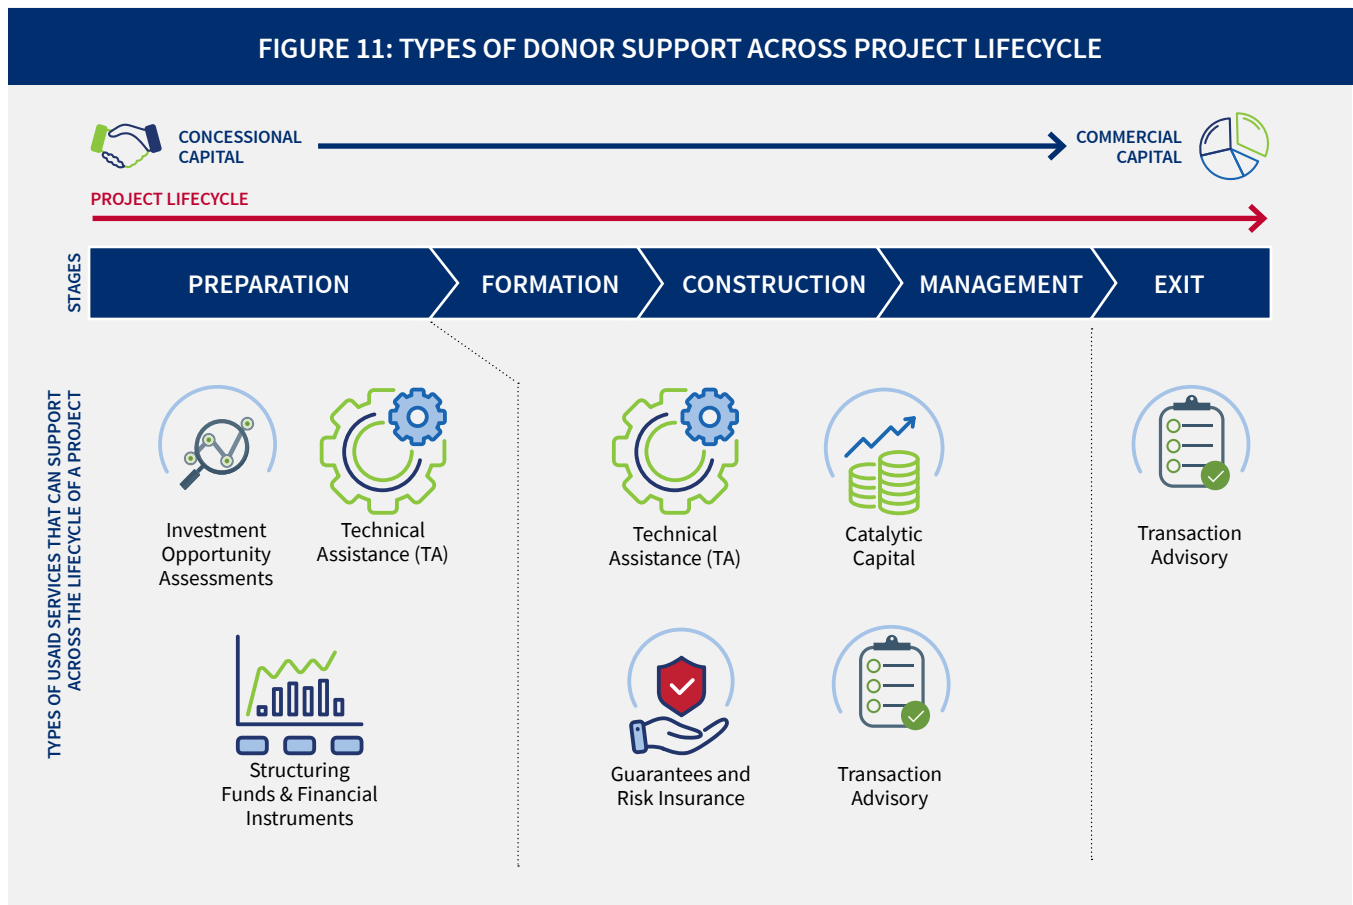 FIGURE 11: TYPES OF DONOR SUPPORT ACROSS PROJECT LIFECYCLE
CONCESSIONAL
CAPITAL
COMMERCIAL
CAPITAL
PROJECT LIFECYCLE
STAGES
PREPARATION
FORMATION
CONSTRUCTION
MANAGEMENT
EXIT
TYPES OF USAID SERVICES THAT CAN SUPPORT
ACROSS THE LIFECYCLE OF A PROJECT
Investment
Opportunity
Assessments
Technical
Assistance (TA)
Structuring
Funds & Financial
Instruments
Technical
Assistance (TA)
Catalytic
Capital
Guarantees and
Risk Insurance
Transaction
Advisory
Transaction
Advisory